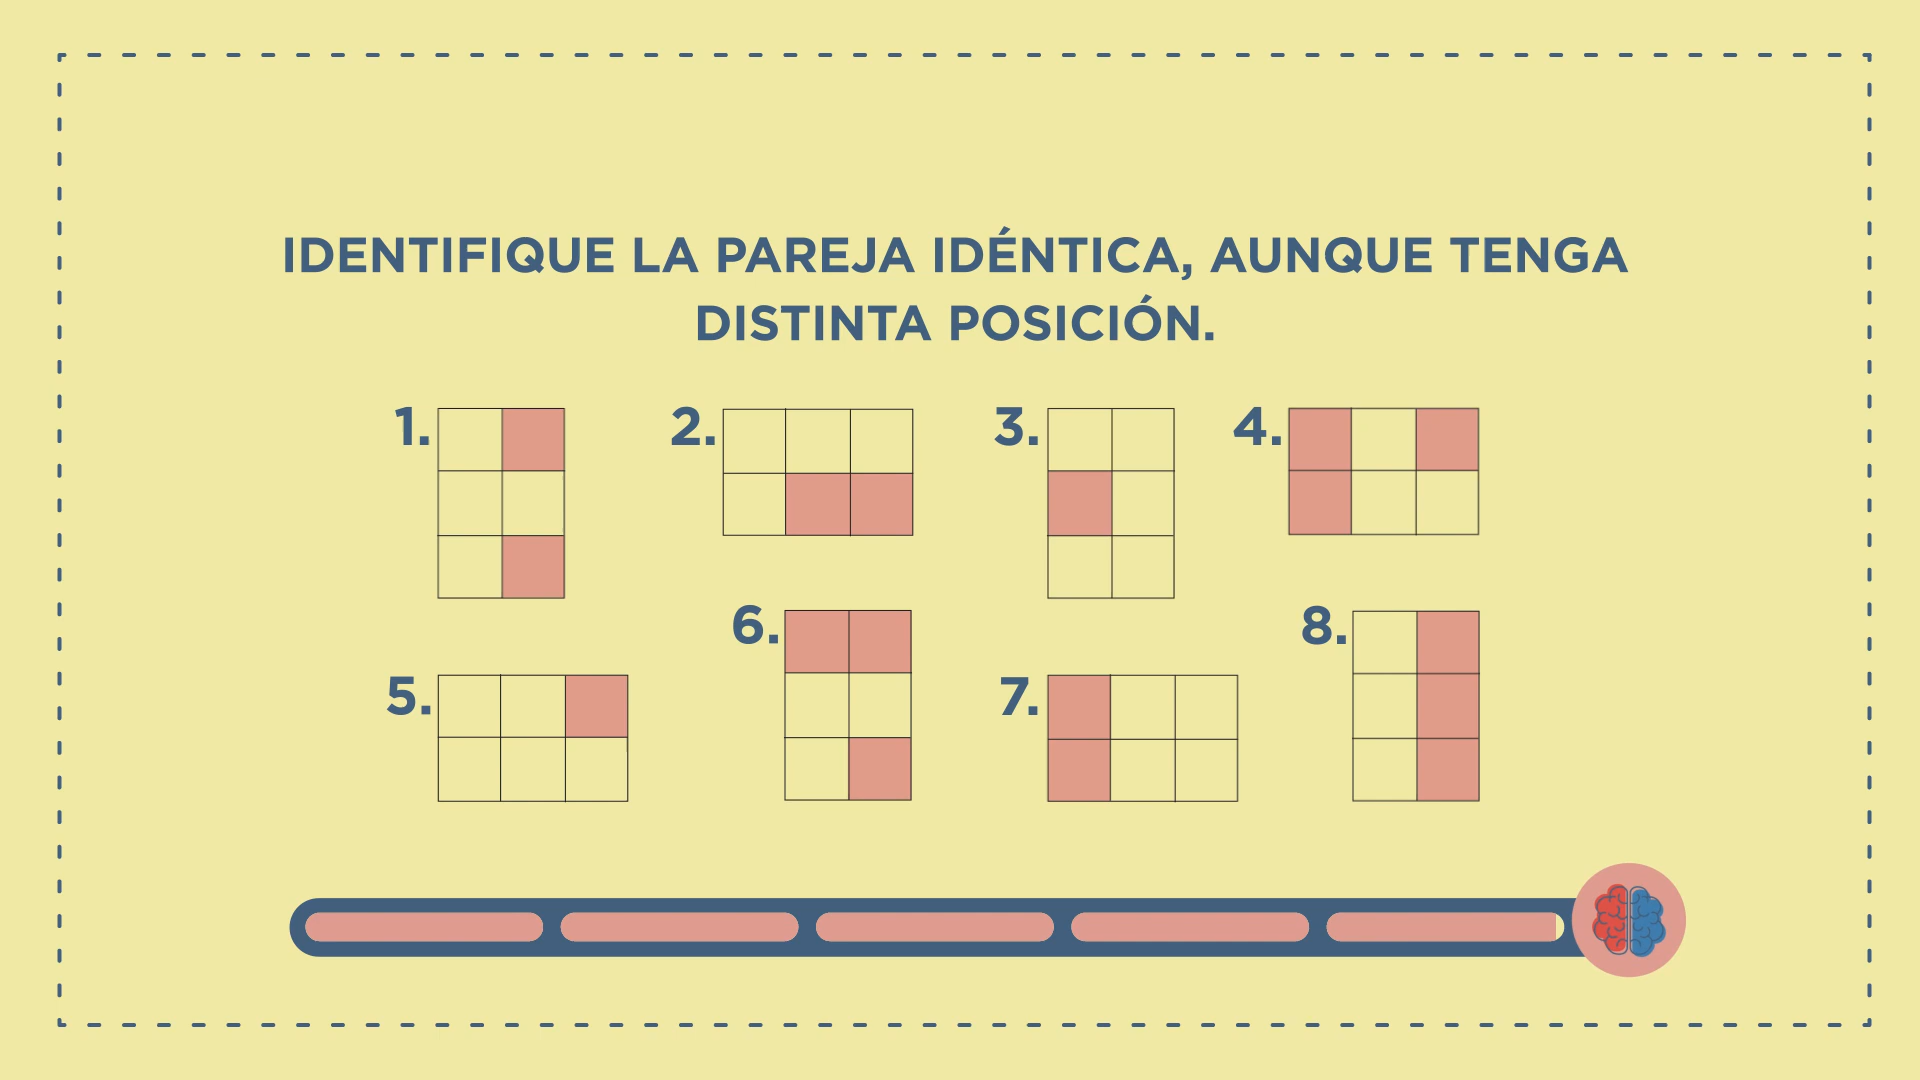 IDENTIFIQUE LA PAREJA IDÉNTICA, AUNQUE TENGA
DISTINTA POSICIÓN.
1. 2. 3. 4.
5. 6. 7. 8.